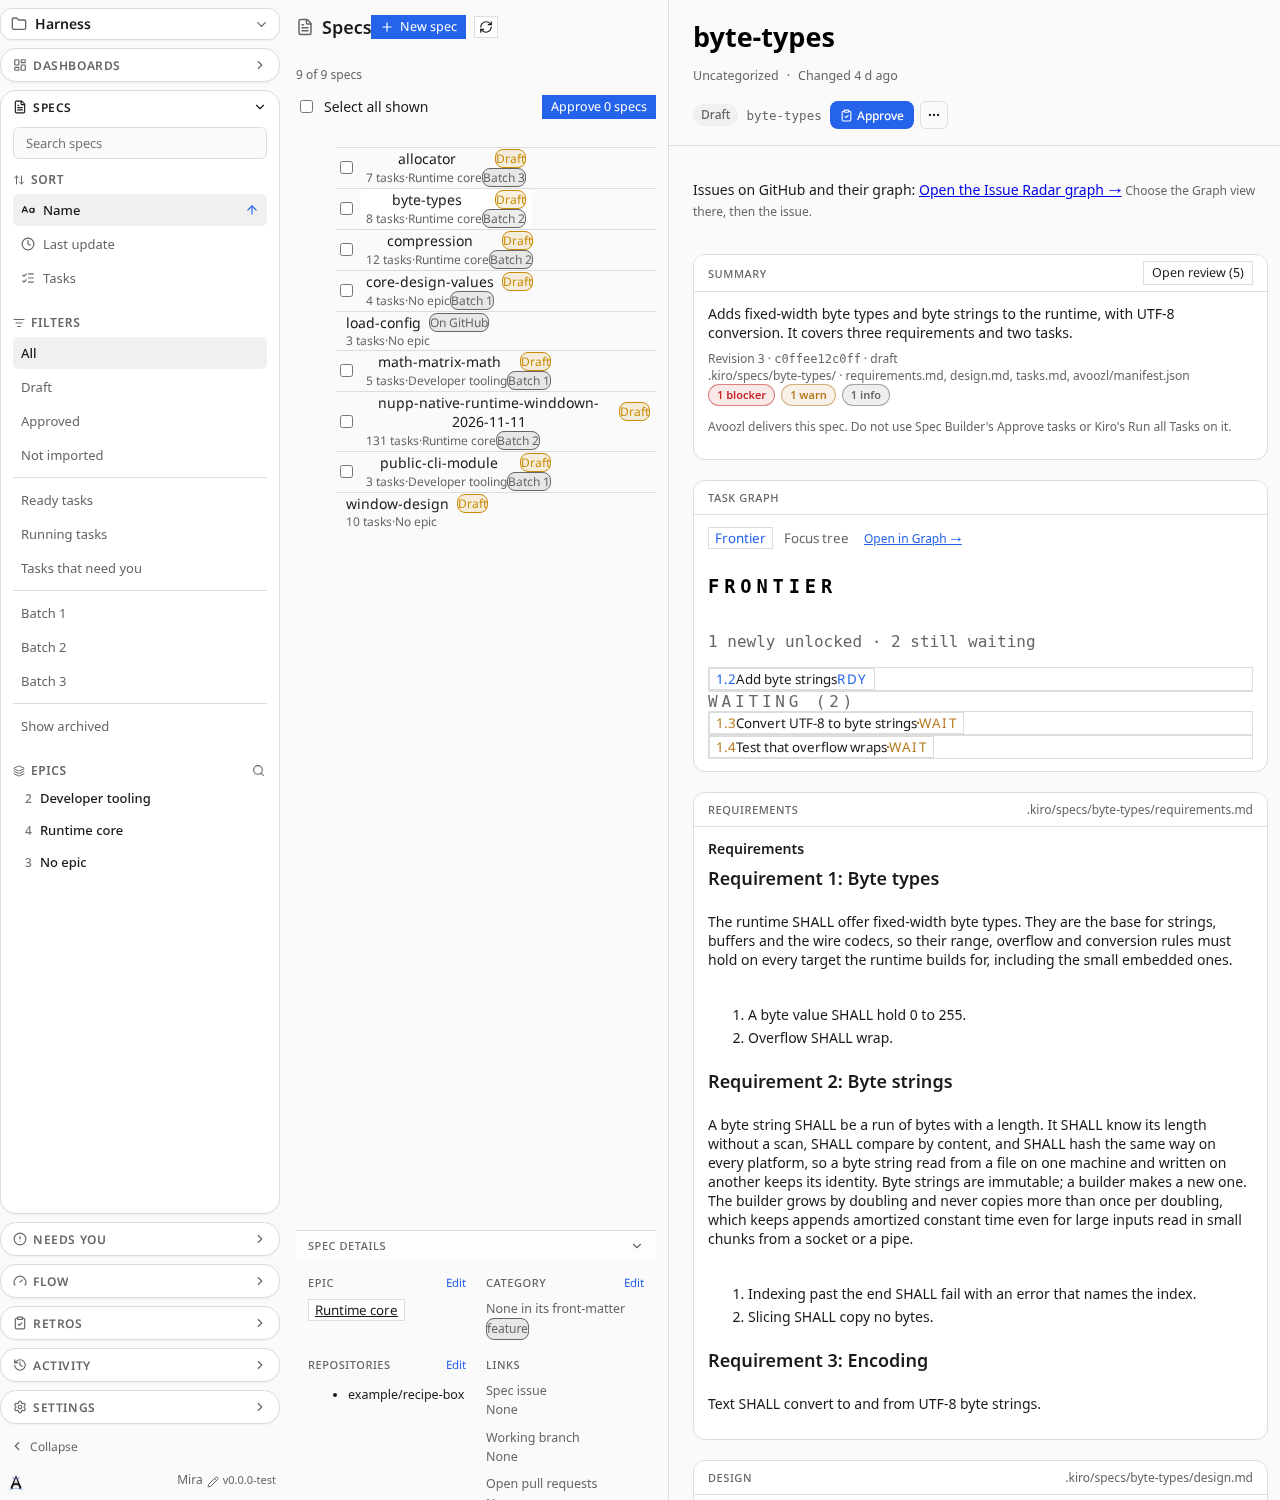 Harness
DASHBOARDS
SPECS
Search specs
SORT
Name
Last update
Tasks
FILTERS
All
Draft
Approved
Not imported
Ready tasks
Running tasks
Tasks that need you
Batch 1
Batch 2
Batch 3
Show archived
EPICS
2 Developer tooling
4 Runtime core
3 No epic
NEEDS YOU
FLOW
RETROS
ACTIVITY
SETTINGS
Collapse
Mira v0.0.0-test
Specs
New spec
9 of 9 specs
Select all shown
Approve 0 specs
allocator Draft
7 tasks·Runtime core Batch 3
byte-types Draft
8 tasks·Runtime core Batch 2
compression Draft
12 tasks·Runtime core Batch 2
core-design-values Draft
4 tasks·No epic Batch 1
load-config On GitHub
3 tasks·No epic
math-matrix-math Draft
5 tasks·Developer tooling Batch 1
nupp-native-runtime-winddown-
2026-11-11 Draft
131 tasks·Runtime core Batch 2
public-cli-module Draft
3 tasks·Developer tooling Batch 1
window-design Draft
10 tasks·No epic
SPEC DETAILS
EPIC Edit
Runtime core
CATEGORY Edit
None in its front-matter
feature
REPOSITORIES Edit
• example/recipe-box
LINKS
Spec issue
None
Working branch
None
Open pull requests
byte-types
Uncategorized · Changed 4 d ago
Draft byte-types Approve ...
Issues on GitHub and their graph: Open the Issue Radar graph → Choose the Graph view
there, then the issue.
SUMMARY
Open review (5)
Adds fixed-width byte types and byte strings to the runtime, with UTF-8
conversion. It covers three requirements and two tasks.
Revision 3 · c0ffee12c0ff · draft
.kiro/specs/byte-types/ · requirements.md, design.md, tasks.md, avoozl/manifest.json
1 blocker 1 warn 1 info
Avoozl delivers this spec. Do not use Spec Builder's Approve tasks or Kiro's Run all Tasks on it.
TASK GRAPH
Frontier Focus tree Open in Graph →
FRONTIER
1 newly unlocked · 2 still waiting
1.2 Add byte strings RDY
WAITING (2)
1.3 Convert UTF-8 to byte strings· WAIT
1.4 Test that overflow wraps· WAIT
REQUIREMENTS .kiro/specs/byte-types/requirements.md
Requirements
Requirement 1: Byte types
The runtime SHALL offer fixed-width byte types. They are the base for strings,
buffers and the wire codecs, so their range, overflow and conversion rules must
hold on every target the runtime builds for, including the small embedded ones.
1. A byte value SHALL hold 0 to 255.
2. Overflow SHALL wrap.
Requirement 2: Byte strings
A byte string SHALL be a run of bytes with a length. It SHALL know its length
without a scan, SHALL compare by content, and SHALL hash the same way on
every platform, so a byte string read from a file on one machine and written on
another keeps its identity. Byte strings are immutable; a builder makes a new one.
The builder grows by doubling and never copies more than once per doubling,
which keeps appends amortized constant time even for large inputs read in small
chunks from a socket or a pipe.
1. Indexing past the end SHALL fail with an error that names the index.
2. Slicing SHALL copy no bytes.
Requirement 3: Encoding
Text SHALL convert to and from UTF-8 byte strings.
DESIGN .kiro/specs/byte-types/design.md